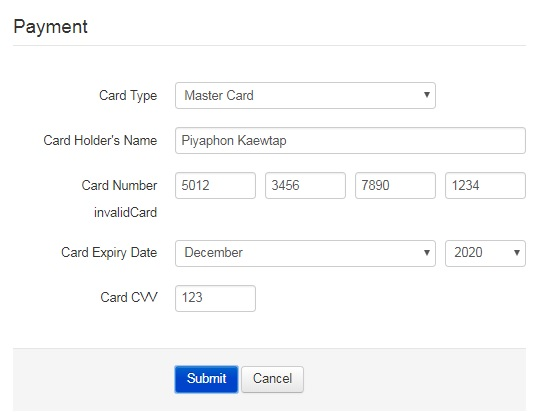 Payment
Card Type Master Card
Card Holder's Name Piyaphon Kaewtap
Card Number 5012 3456 7890 1234
invalidCard
Card Expiry Date December 2020
Card CVV 123
Submit Cancel